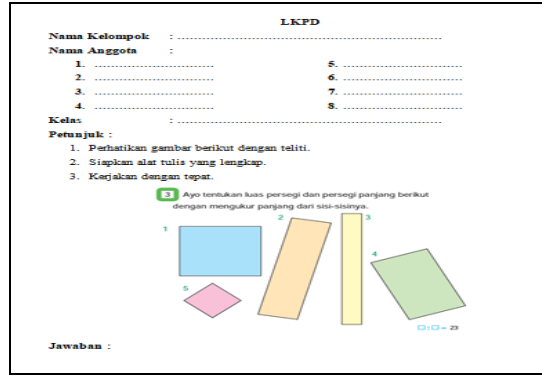 LKPD
Nama Kelompok : ................................................................
Nama Anggota :
1. ............................. 5. .............................
2. ............................. 6. .............................
3. ............................. 7. .............................
4. ............................. 8. .............................
Kelas : ................................................................
Petunjuk :
1. Perhatikan gambar berikut dengan teliti.
2. Siapkan alat tulis yang lengkap.
3. Kerjakan dengan tepat.
3 Ayo tentukan luas persegi dan persegi panjang berikut
dengan mengukur panjang dari sisi-sisinya.
1
2
3
4
5
□ : □ = 23
Jawaban :